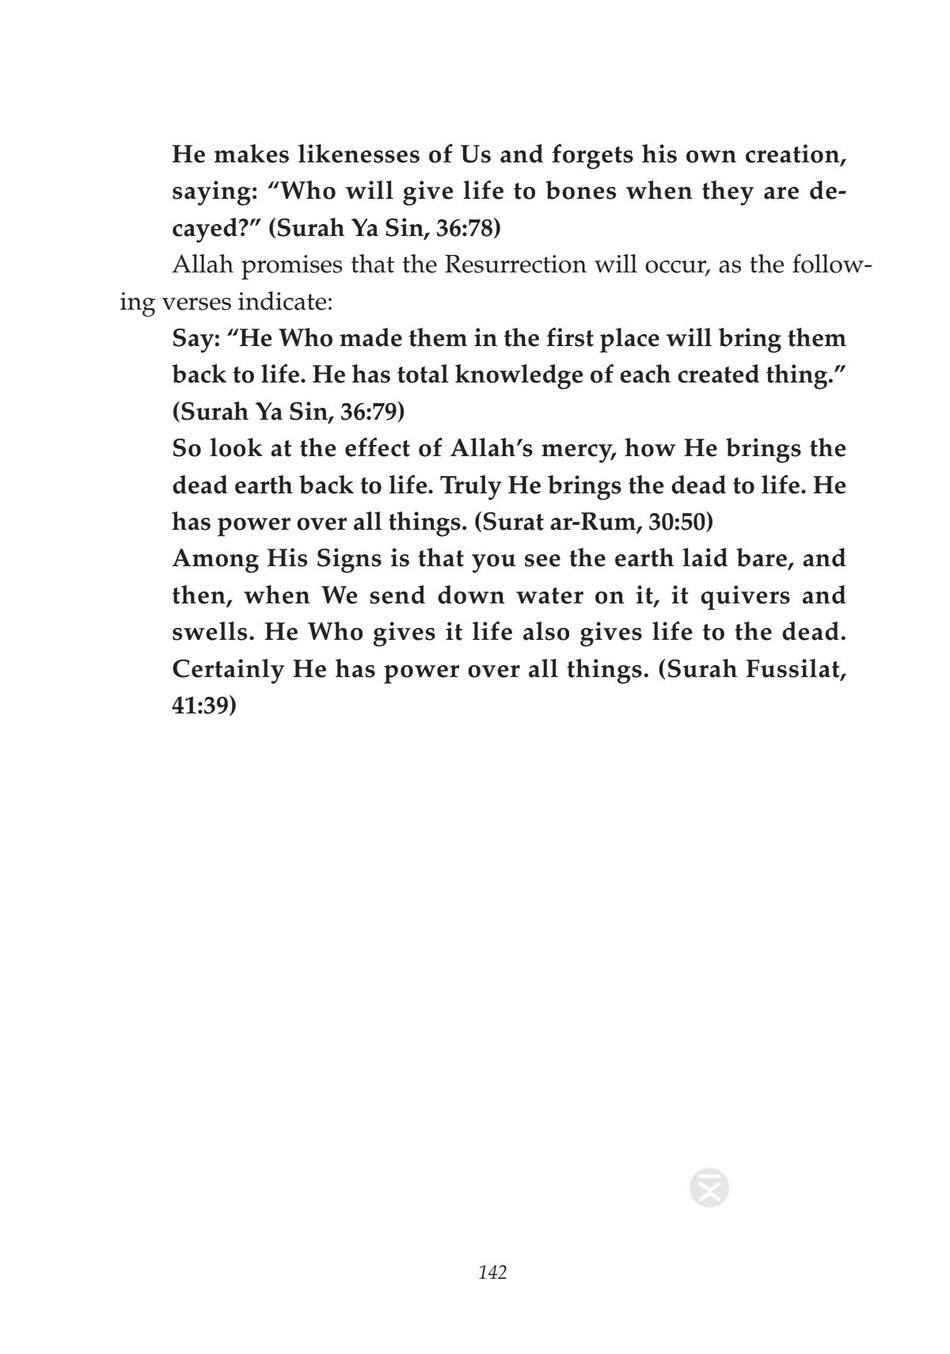 He makes likenesses of Us and forgets his own creation,
saying: “Who will give life to bones when they are de-
cayed?” (Surah Ya Sin, 36:78)
Allah promises that the Resurrection will occur, as the follow-
ing verses indicate:
Say: “He Who made them in the first place will bring them
back to life. He has total knowledge of each created thing.”
(Surah Ya Sin, 36:79)
So look at the effect of Allah’s mercy, how He brings the
dead earth back to life. Truly He brings the dead to life. He
has power over all things. (Surat ar-Rum, 30:50)
Among His Signs is that you see the earth laid bare, and
then, when We send down water on it, it quivers and
swells. He Who gives it life also gives life to the dead.
Certainly He has power over all things. (Surah Fussilat,
41:39)
142